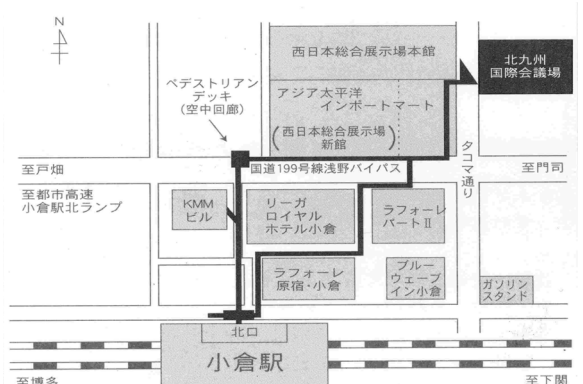 N
西日本総合展示場本館
北九州
国際会議場
ペデストリアン
デッキ
(空中回廊)
アジア太平洋
インポートマート
(西日本総合展示場
新館)
タコマ通り
至戸畑
国道199号線浅野バイパス
至門司
至都市高速
小倉駅北ランプ
KMM
ビル
リーガ
ロイヤル
ホテル小倉
ラフォーレ
パートⅡ
ラフォーレ
原宿・小倉
ブルー
ウェーブ
イン小倉
ガソリン
スタンド
北口
小倉駅
至博多
至下関